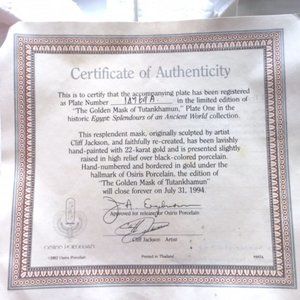 Certificate of Authenticity
This is to certify that the accompanying plate has been registered
as Plate Number in the limited edition of
"The Golden Mask of Tutankhamun," Plate One in the
historic Egypt: Splendours of an Ancient World collection.
This resplendent mask, originally sculpted by artist
Cliff Jackson, and faithfully re-created, has been lavishly
hand-painted with 22-karat gold and is presented slightly
raised in high relief over black-colored porcelain.
Hand-numbered and bordered in gold under the
hallmark of Osiris Porcelain, the edition of
"The Golden Mask of Tutankhamun"
will close forever on July 31, 1994.
Approved for release for Osiris Porcelain
Cliff Jackson Artist
OSIRIS PORCELAIN
Osiris Porcelain
Printed in Thailand